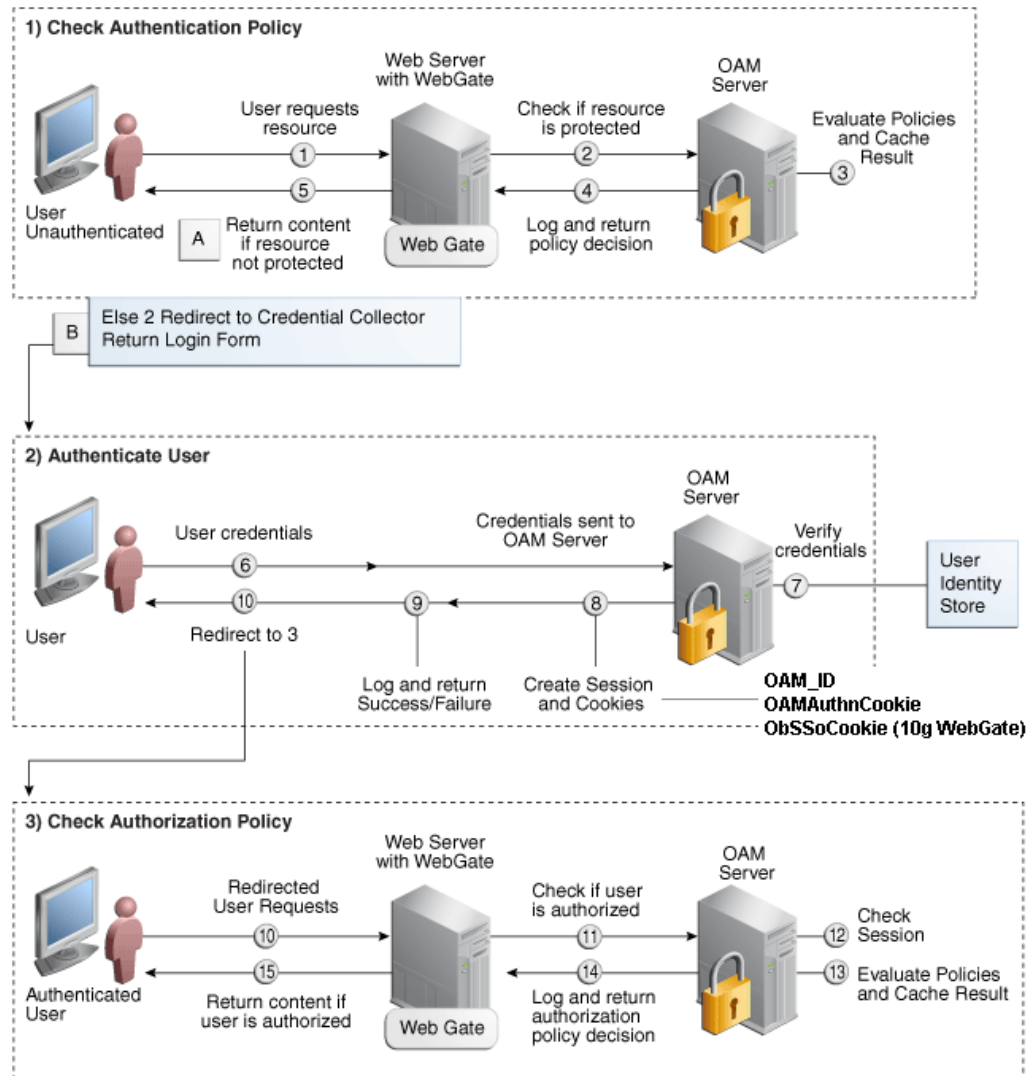 1) Check Authentication Policy
Web Server
with WebGate
OAM
Server
User requests
resource
Check if resource
is protected
Evaluate Policies
and Cache
Result
1
2
3
5
4
User
Unauthenticated
A
Return content
if resource
not protected
Web Gate
Log and return
policy decision
B
Else 2 Redirect to Credential Collector
Return Login Form
2) Authenticate User
OAM
Server
User credentials
Credentials sent to
OAM Server
Verify
credentials
6
7
User
Identity
Store
10
9
8
User
Redirect to 3
Log and return
Success/Failure
Create Session
and Cookies
OAM_ID
OAMAuthnCookie
ObSSoCookie (10g WebGate)
3) Check Authorization Policy
Web Server
with WebGate
OAM
Server
Redirected
User Requests
Check if user
is authorized
10
11
12
Check
Session
15
14
13
Evaluate Policies
and Cache Result
Authenticated
User
Return content if
user is authorized
Web Gate
Log and return
authorization
policy decision